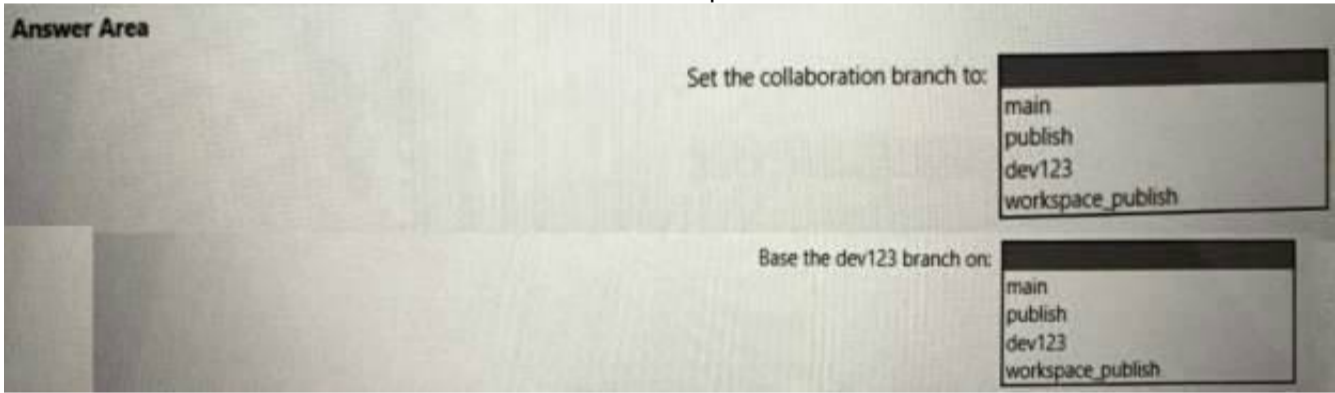 Answer Area
Set the collaboration branch to:
main
publish
dev123
workspace_publish
Base the dev123 branch on:
main
publish
dev123
workspace_publish